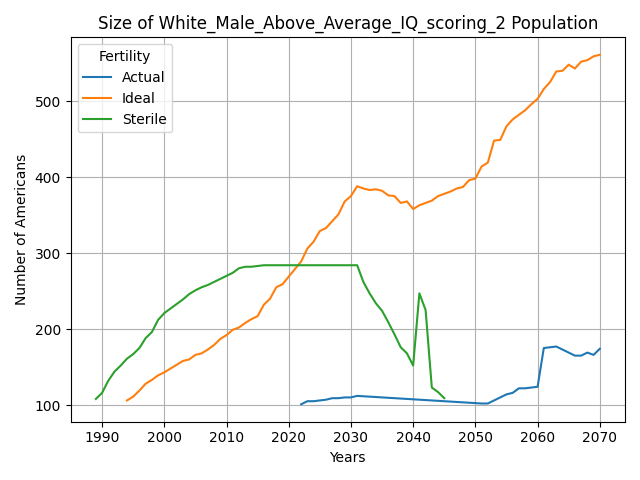 Size of White_Male_Above_Average_IQ_scoring_2 Population
Fertility
Actual
Ideal
Sterile
Number of Americans
500
400
300
200
100
1990 2000 2010 2020 2030 2040 2050 2060 2070
Years